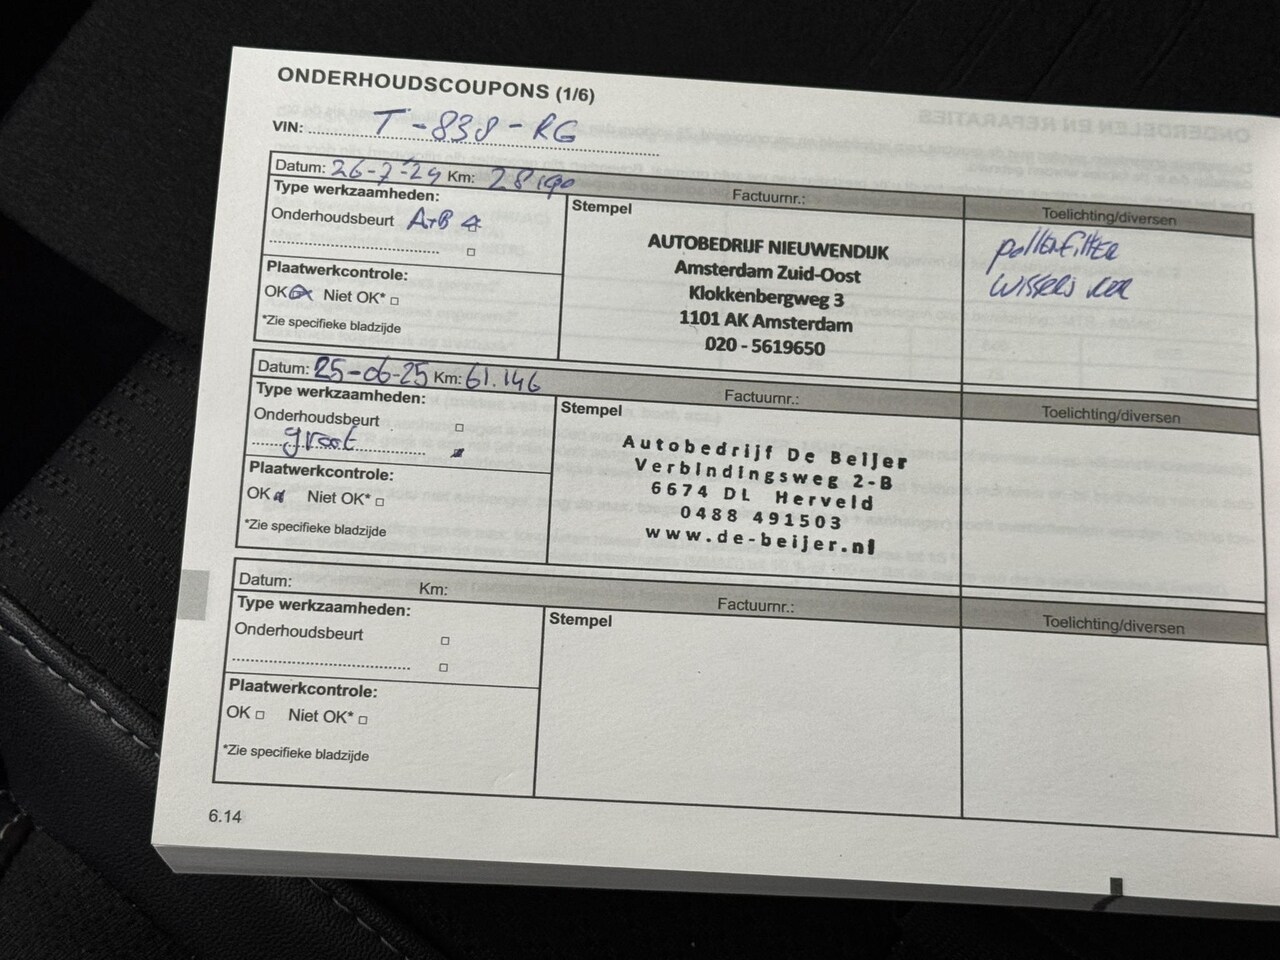 ONDERHOUDSCOUPONS (1/6)
VIN: T-838-RG
Datum: 26-7-24 Km: Factuurnr.:
Type werkzaamheden:
Onderhoudsbeurt A+B
Plaatwerkcontrole:
OK Niet OK*
*Zie specifieke bladzijde
Stempel
AUTOBEDRIJF NIEUWENDIJK
Amsterdam Zuid-Oost
Klokkenbergweg 3
1101 AK Amsterdam
020 - 5619650
Toelichting/diversen
pollenfilter
wissers
Datum: 25-06-25 Km: 61.146 Factuurnr.:
Type werkzaamheden:
Onderhoudsbeurt
groot
Plaatwerkcontrole:
OK Niet OK*
*Zie specifieke bladzijde
Stempel
Autobedrijf De Beijer
Verbindingsweg 2-B
6674 DL Herveld
0488 491503
www.de-beijer.nl
Toelichting/diversen
Datum: Km: Factuurnr.:
Type werkzaamheden:
Onderhoudsbeurt
Plaatwerkcontrole:
OK Niet OK*
*Zie specifieke bladzijde
Stempel
Toelichting/diversen
6.14